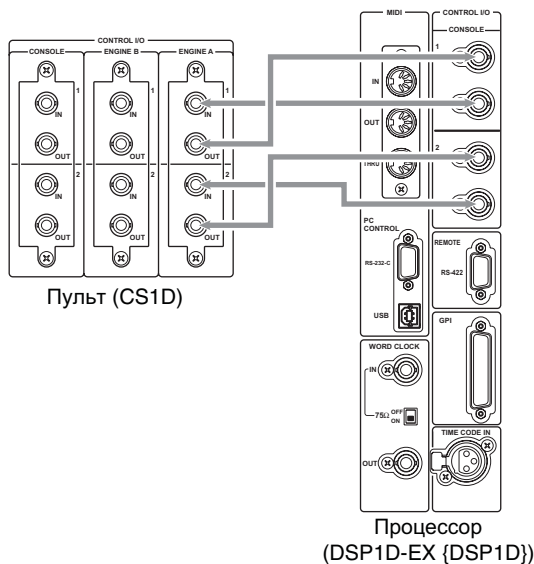 CONTROL I/O
CONSOLE
ENGINE B
ENGINE A
1
IN
OUT
2
IN
OUT
1
IN
OUT
2
IN
OUT
1
IN
OUT
2
IN
OUT
Пульт (CS1D)
MIDI
IN
OUT
THRU
PC
CONTROL
RS-232-C
USB
WORD CLOCK
IN
75Ω
OFF
ON
OUT
CONTROL I/O
CONSOLE
1
2
REMOTE
RS-422
GPI
TIME CODE IN
Процессор
(DSP1D-EX {DSP1D})